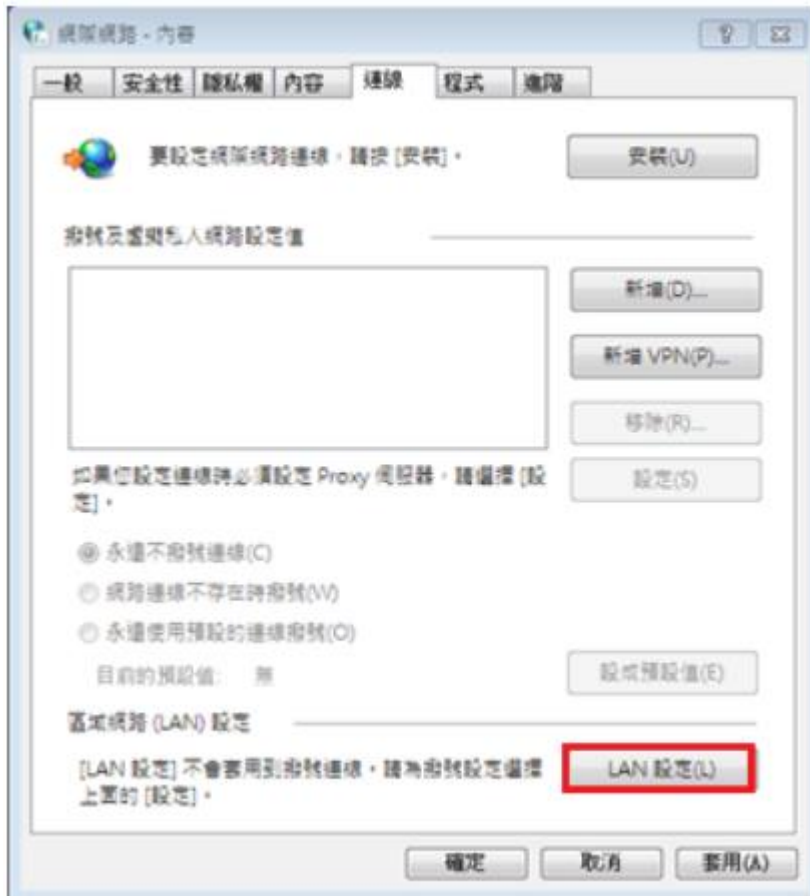 網際網路 - 內容
一般 安全性 隱私權 內容 連線 程式 進階
要設定網際網路連線，請按 [安裝]。
安裝(U)
撥號及虛擬私人網路設定值
新增(D)...
新增 VPN(P)...
移除(R)...
如果您設定連線時必須設定 Proxy 伺服器，請選擇 [設
定]。
設定(S)
永遠不撥號連線(C)
網路連線不存在時撥號(W)
永遠使用預設的連線撥號(O)
目前的預設值: 無
設成預設值(E)
區域網路 (LAN) 設定
[LAN 設定] 不會套用到撥號連線。請為撥號設定選擇
上面的 [設定]。
LAN 設定(L)
確定 取消 套用(A)